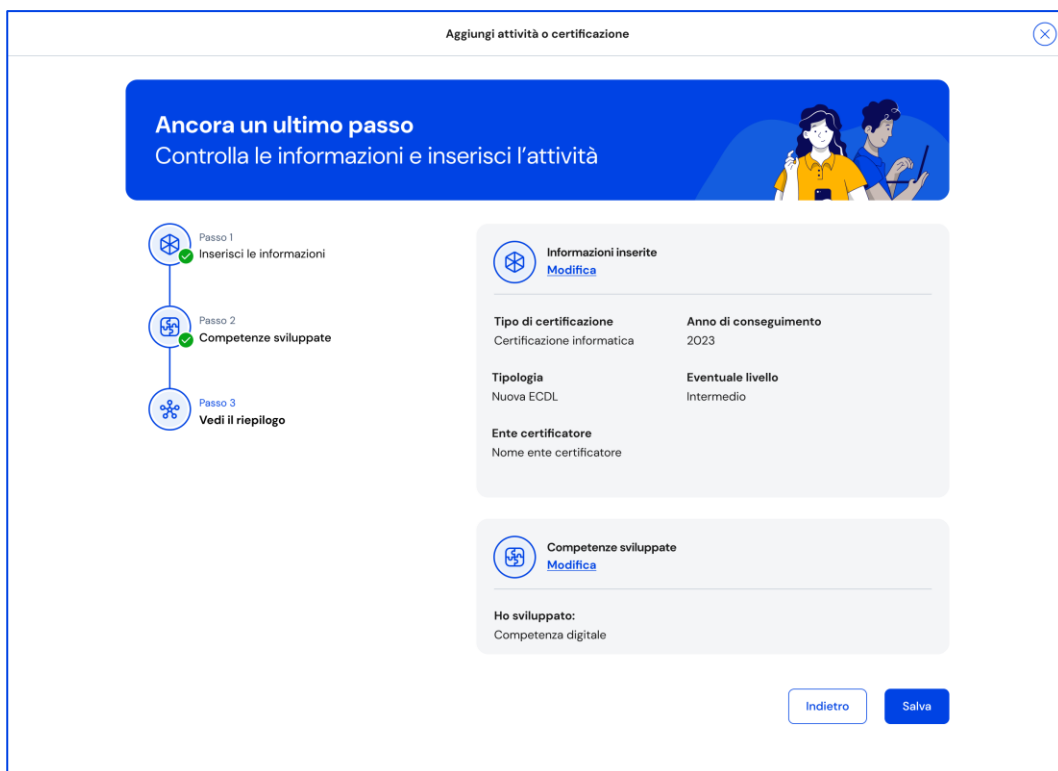 Aggiungi attività o certificazione
Ancora un ultimo passo
Controlla le informazioni e inserisci l’attività
Passo 1
Inserisci le informazioni
Passo 2
Competenze sviluppate
Passo 3
Vedi il riepilogo
Informazioni inserite
Modifica
Tipo di certificazione
Certificazione informatica
Anno di conseguimento
2023
Tipologia
Nuova ECDL
Eventuale livello
Intermedio
Ente certificatore
Nome ente certificatore
Competenze sviluppate
Modifica
Ho sviluppato:
Competenza digitale
Indietro
Salva